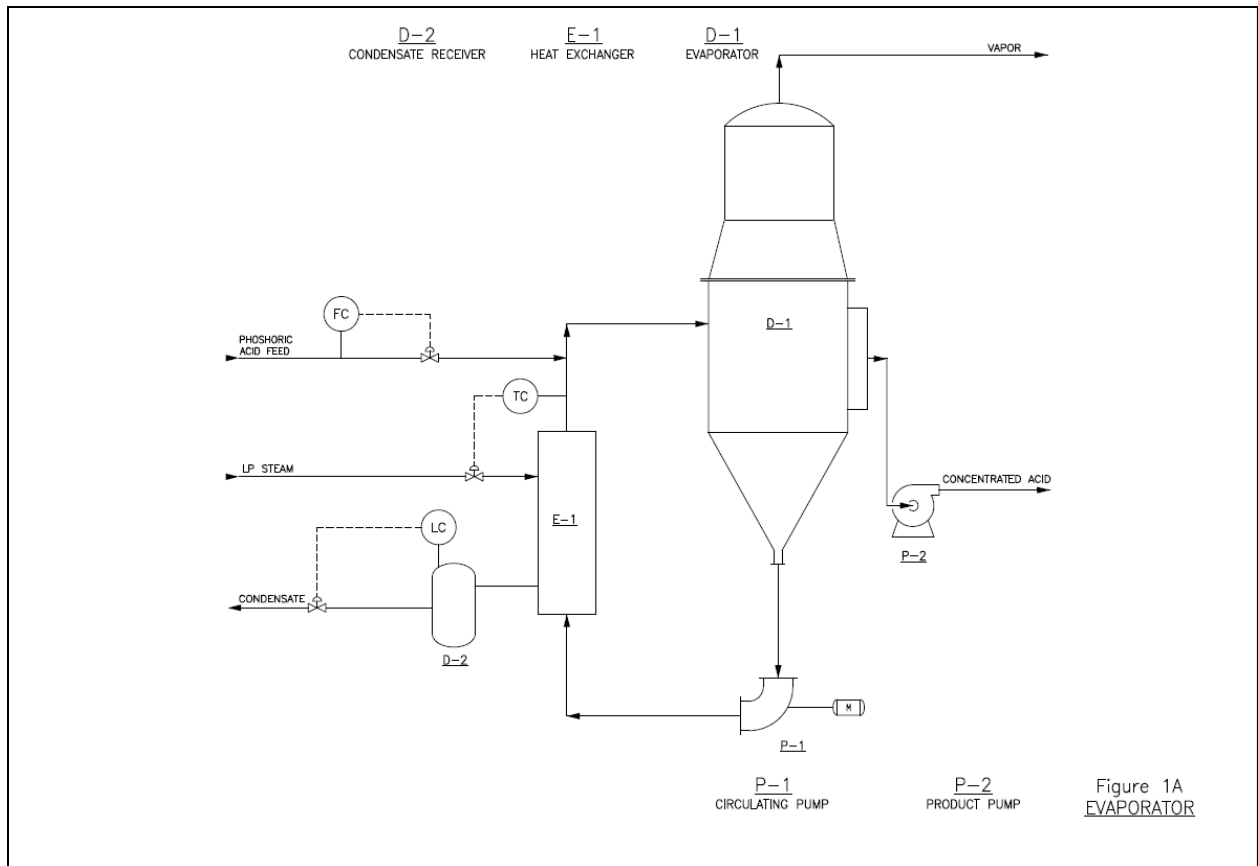 D-2
CONDENSATE RECEIVER
E-1
HEAT EXCHANGER
D-1
EVAPORATOR
VAPOR
FC
PHOSHORIC
ACID FEED
D-1
TC
LP STEAM
CONCENTRATED ACID
E-1
LC
P-2
CONDENSATE
D-2
M
P-1
P-1
CIRCULATING PUMP
P-2
PRODUCT PUMP
Figure 1A
EVAPORATOR